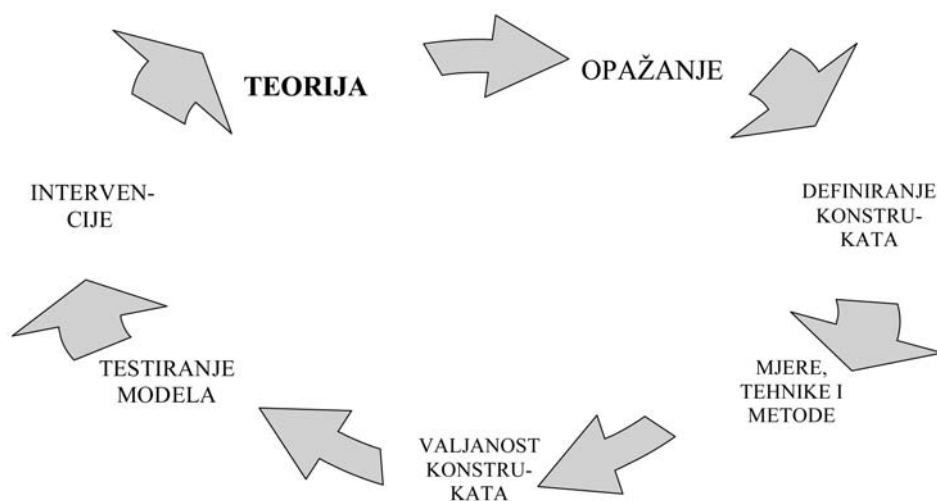 TEORIJA
OPAŽANJE
DEFINIRANJE
KONSTRU-
KATA
MJERE,
TEHNIKE I
METODE
VALJANOST
KONSTRU-
KATA
TESTIRANJE
MODELA
INTERVEN-
CIJE